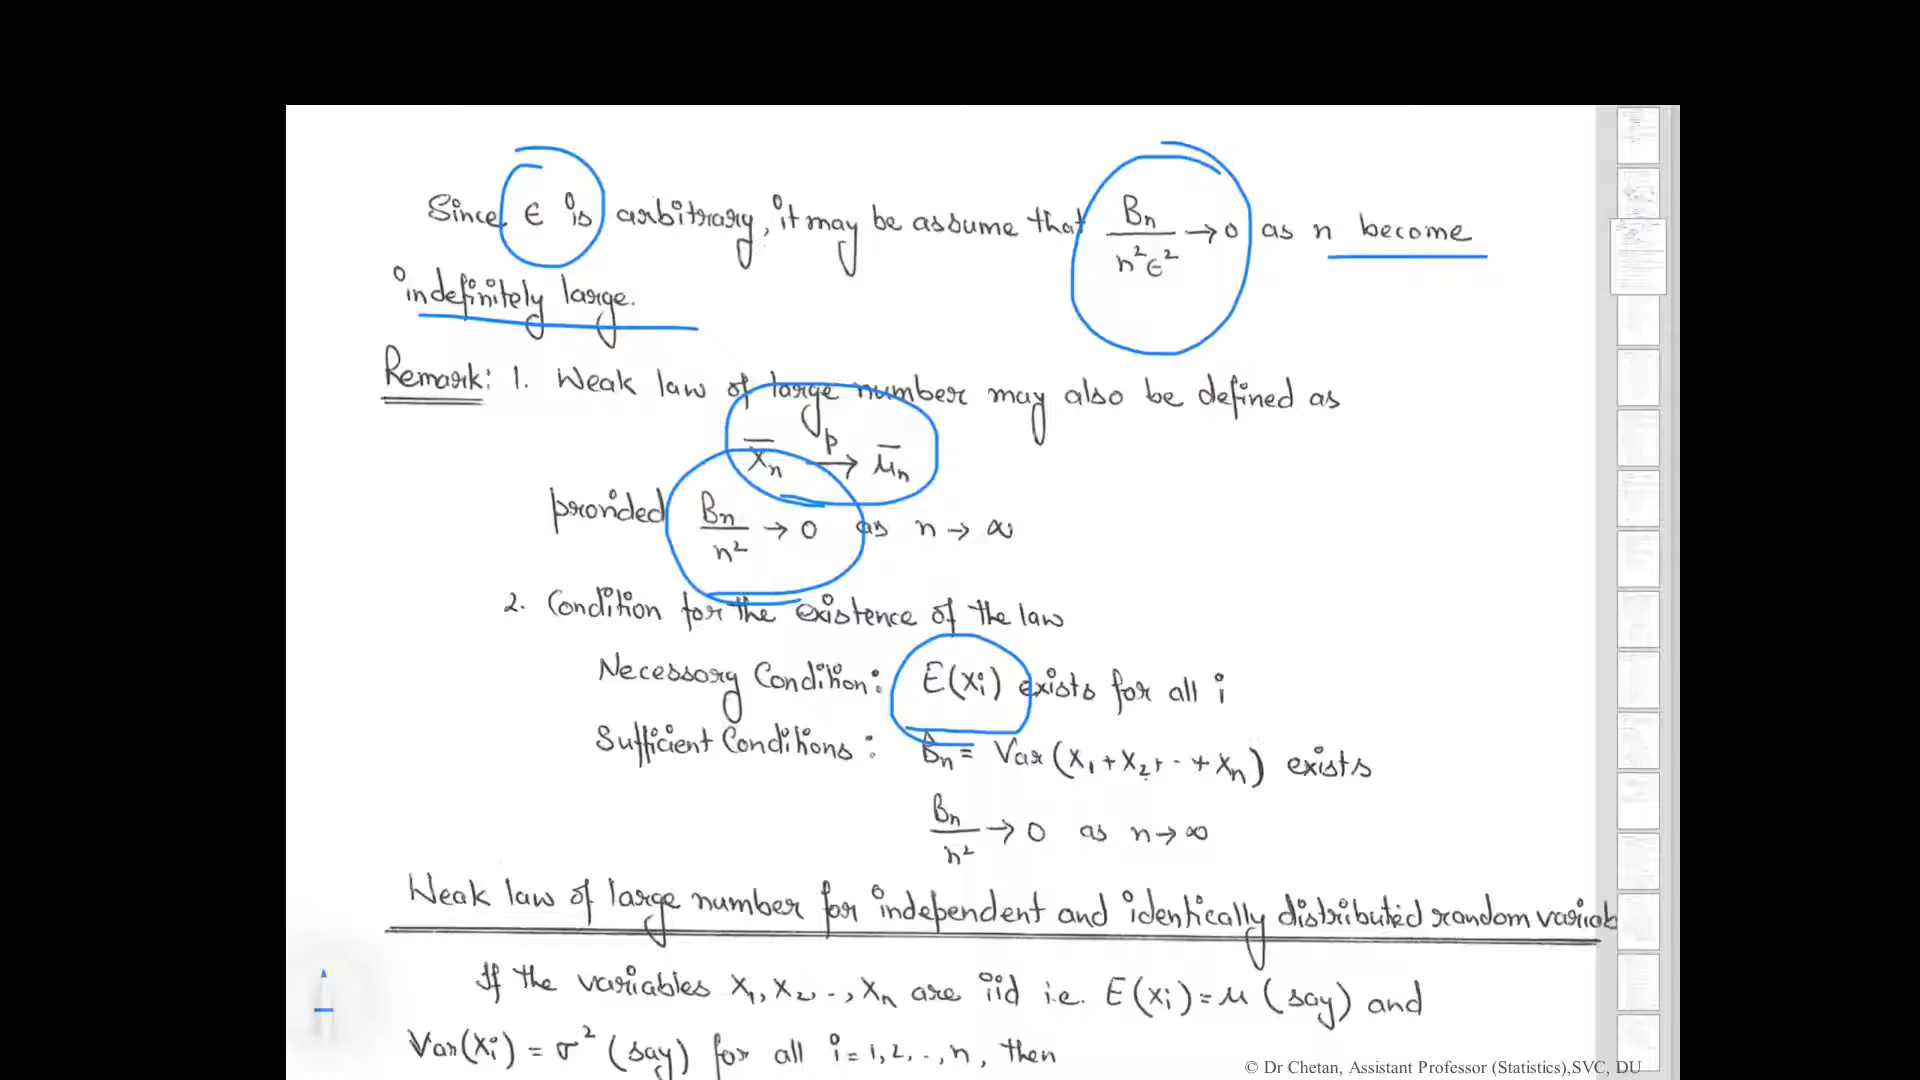 Since ϵ is arbitrary, it may be assume that Bn/n²ϵ² → 0 as n become
indefinitely large.
Remark: 1. Weak law of large number may also be defined as
X̄n →p μ̄n
provided Bn/n² → 0 as n → ∞
2. Condition for the existence of the law
Necessory Condition: E(xi) exists for all i
Sufficient Conditions: Bn = Var(x1+x2+..+xn) exists
Bn/n² → 0 as n → ∞
Weak law of large number for independent and identically distributed random variab
If the variables x1, x2, .., xn are iid i.e. E(xi) = μ (say) and
Var(xi) = σ² (say) for all i = 1, 2, .., n, then
© Dr Chetan, Assistant Professor (Statistics),SVC, DU